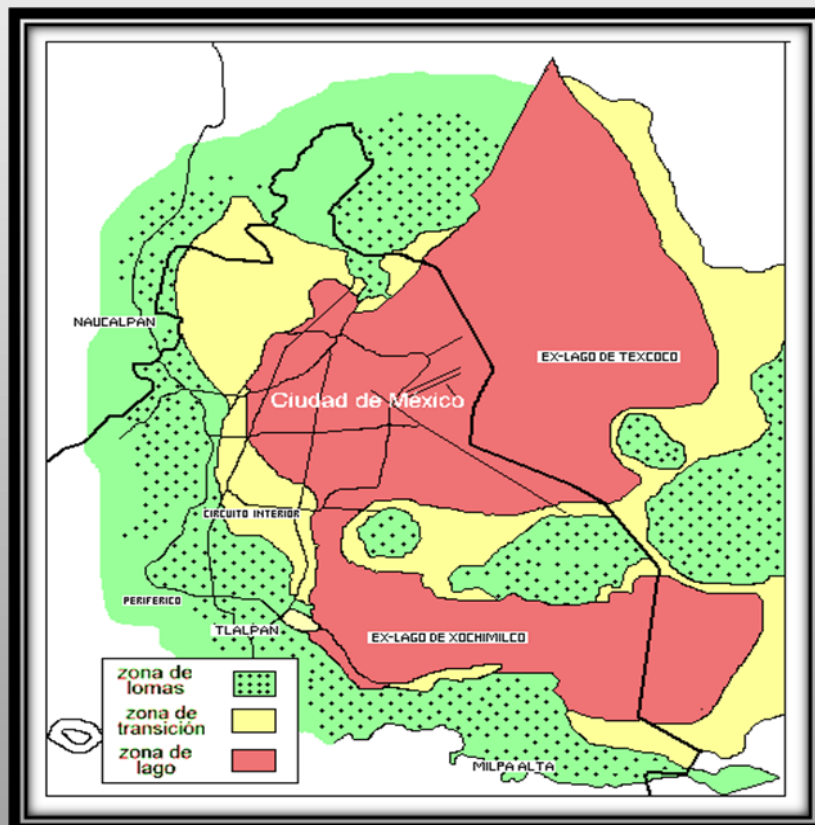 NAUCALPAN
EX-LAGO DE TEXCOCO
Ciudad de México
CIRCUITO INTERIOR
PERIFERICO
TLALPAN
EX-LAGO DE XOCHIMILCO
zona de
lomas
zona de
transición
zona de
lago
MILPA ALTA